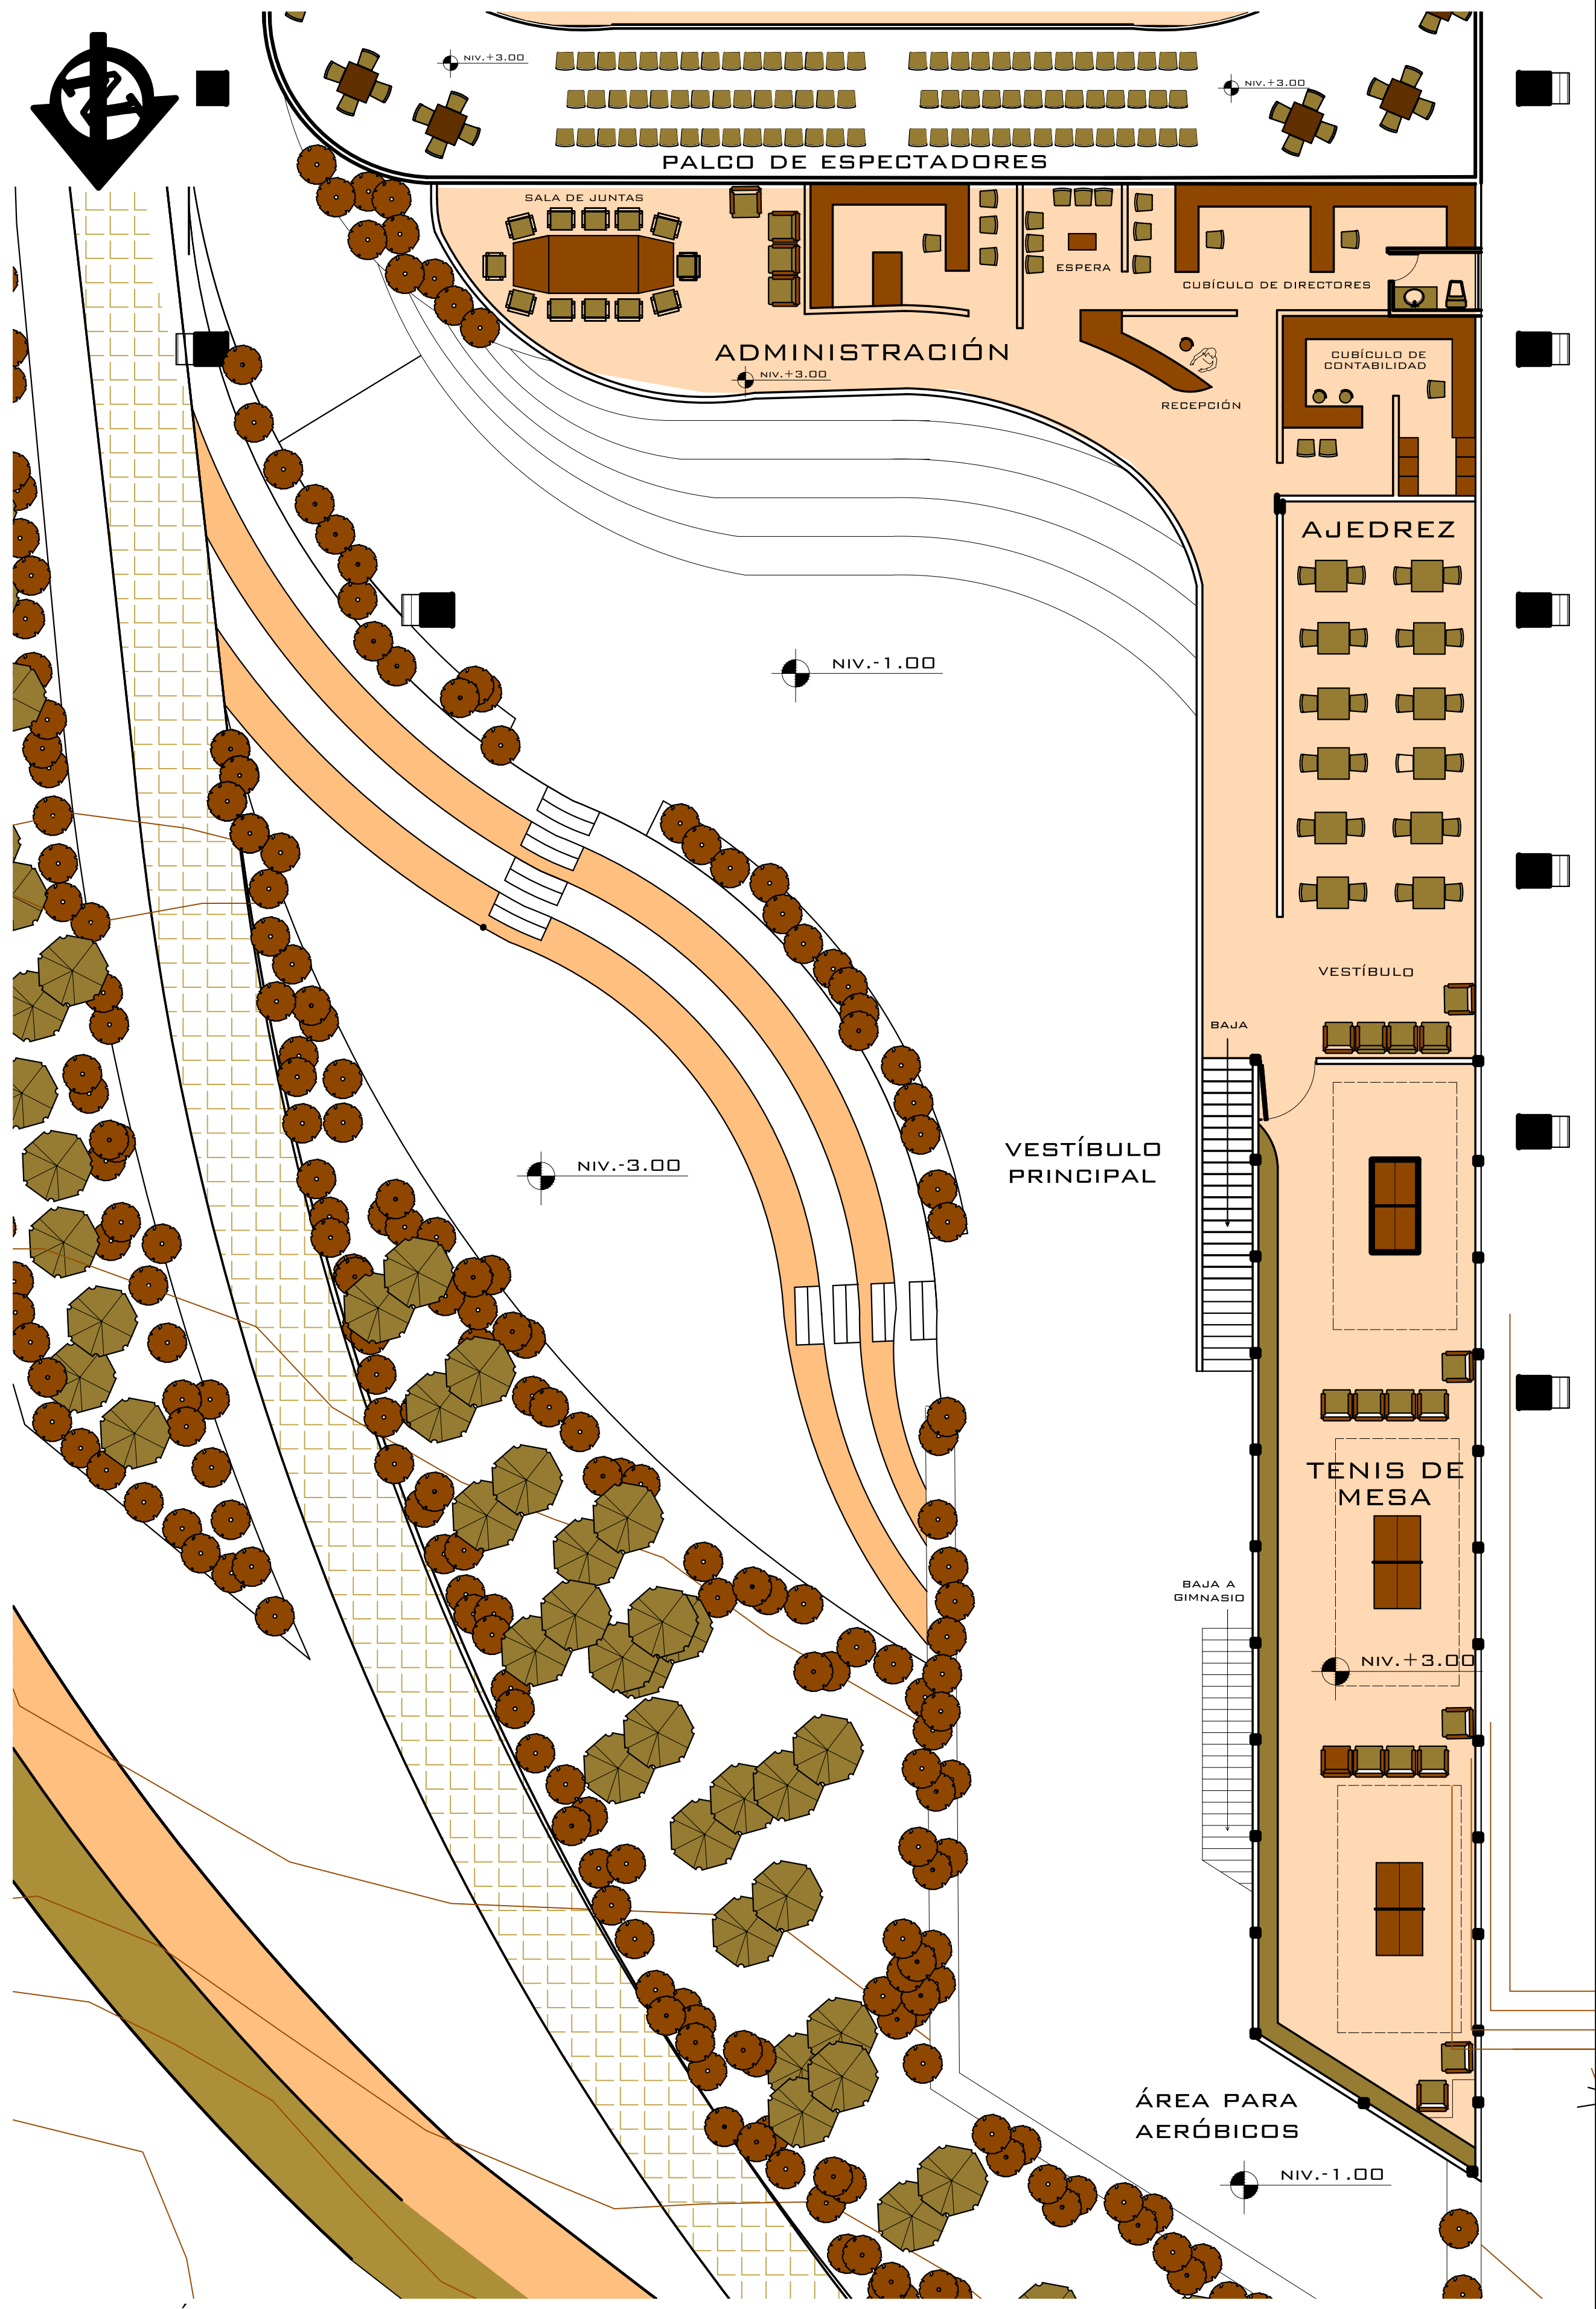 NIV.+3.00
NIV.+3.00
PALCO DE ESPECTADORES
SALA DE JUNTAS
ESPERA
CUBÍCULO DE DIRECTORES
ADMINISTRACIÓN
NIV.+3.00
CUBÍCULO DE
CONTABILIDAD
RECEPCIÓN
AJEDREZ
NIV.-1.00
VESTÍBULO
BAJA
VESTÍBULO
PRINCIPAL
NIV.-3.00
TENIS DE
MESA
BAJA A
GIMNASIO
NIV.+3.00
ÁREA PARA
AERÓBICOS
NIV.-1.00